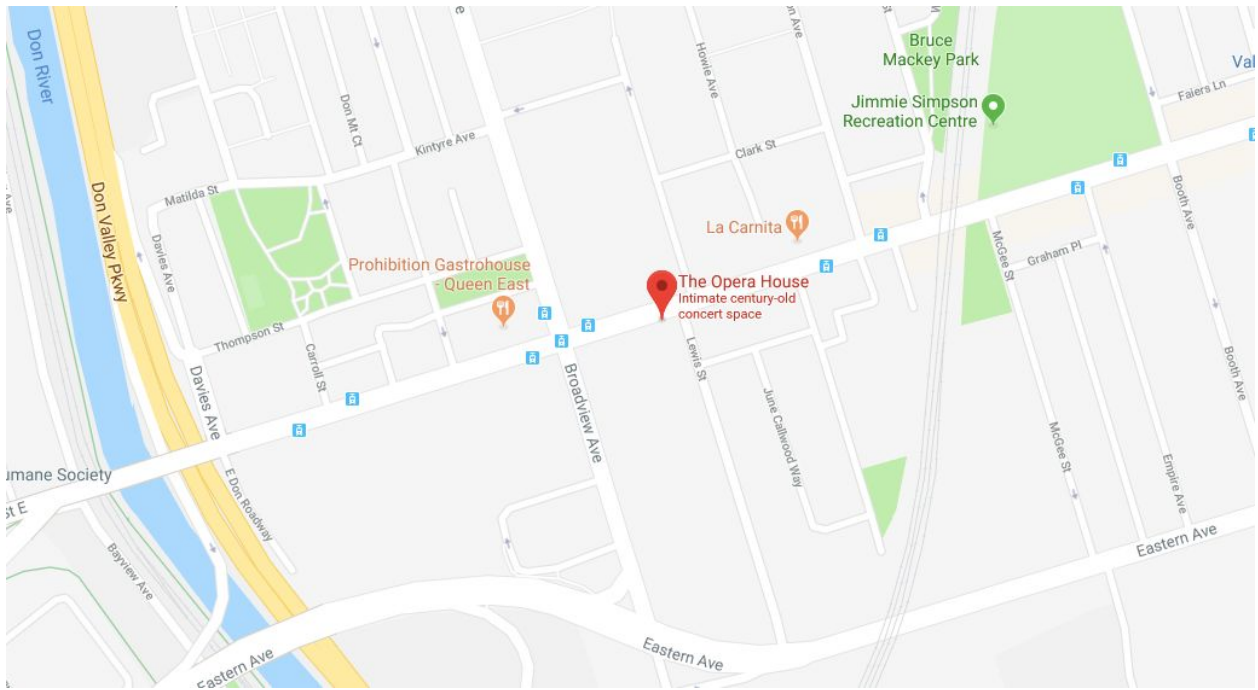 Don River
Don Valley Pkwy
Don Mt Ct
Kintyre Ave
Matilda St
Davies Ave
Howie Ave
Clark St
Bruce
Mackey Park
Jimmie Simpson
Recreation Centre
Val
Faiers Ln
La Carnita
Prohibition Gastrohouse
- Queen East
The Opera House
Intimate century-old
concert space
Thompson St
Carroll St
Davies Ave
Broadview Ave
Lewis St
June Callwood Way
McGee St
Graham Pl
Booth Ave
Booth Ave
McGee St
Empire Ave
umane Society
St E
E Don Roadway
Bayview Ave
Eastern Ave
Eastern Ave
Eastern Ave